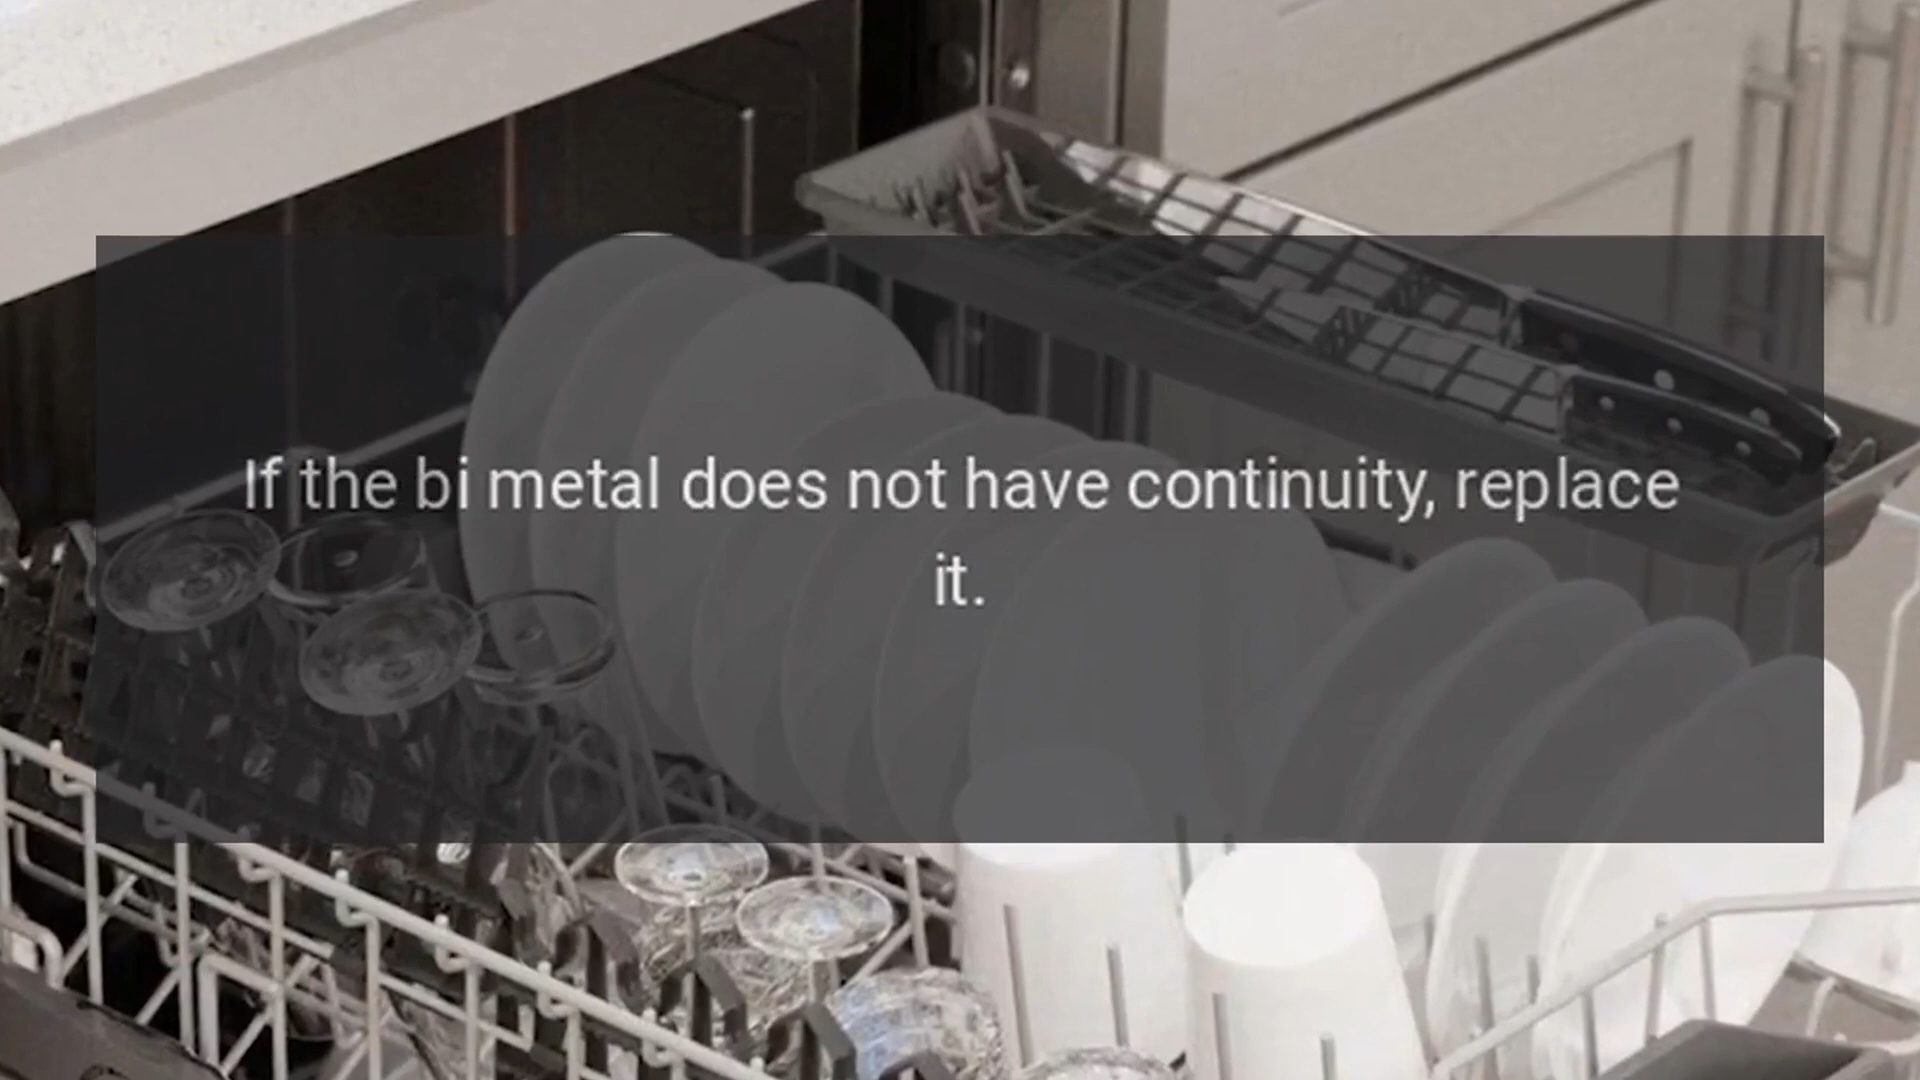 If the bi metal does not have continuity, replace
it.